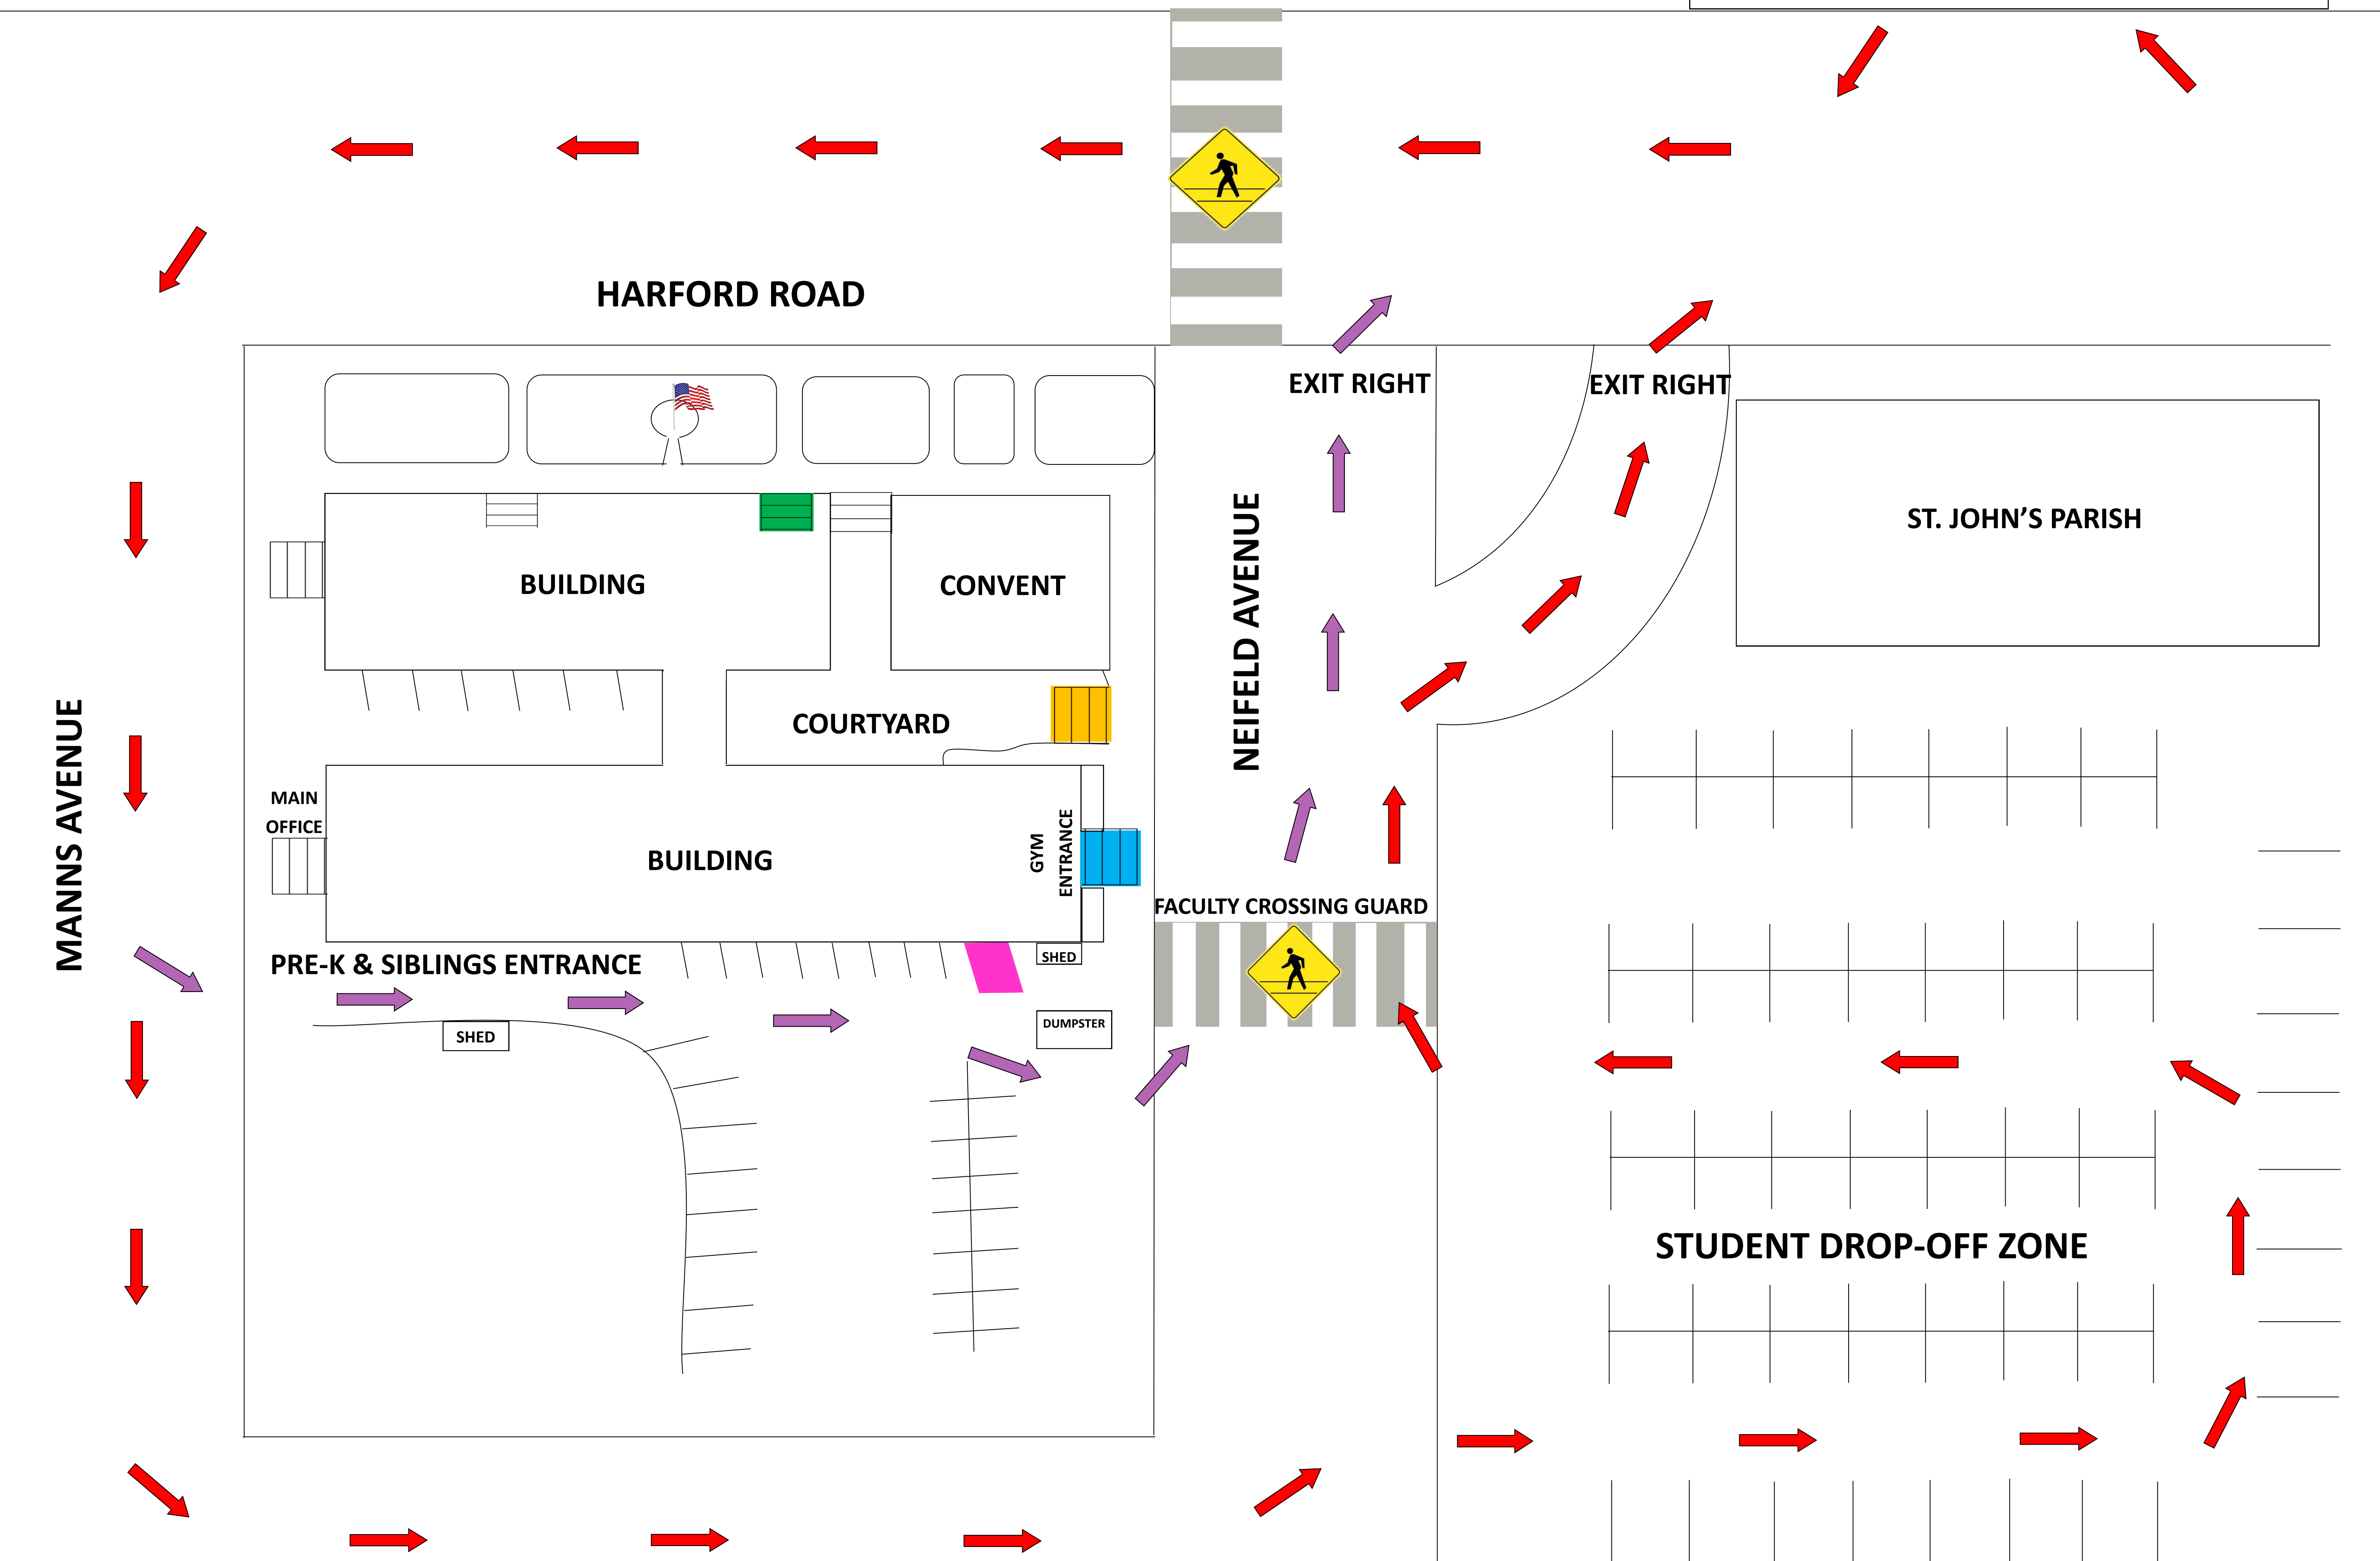 HARFORD ROAD
EXIT RIGHT
EXIT RIGHT
ST. JOHN'S PARISH
BUILDING
CONVENT
NEIFELD AVENUE
MANNS AVENUE
COURTYARD
MAIN
OFFICE
BUILDING
GYM
ENTRANCE
FACULTY CROSSING GUARD
PRE-K & SIBLINGS ENTRANCE
SHED
SHED
DUMPSTER
STUDENT DROP-OFF ZONE